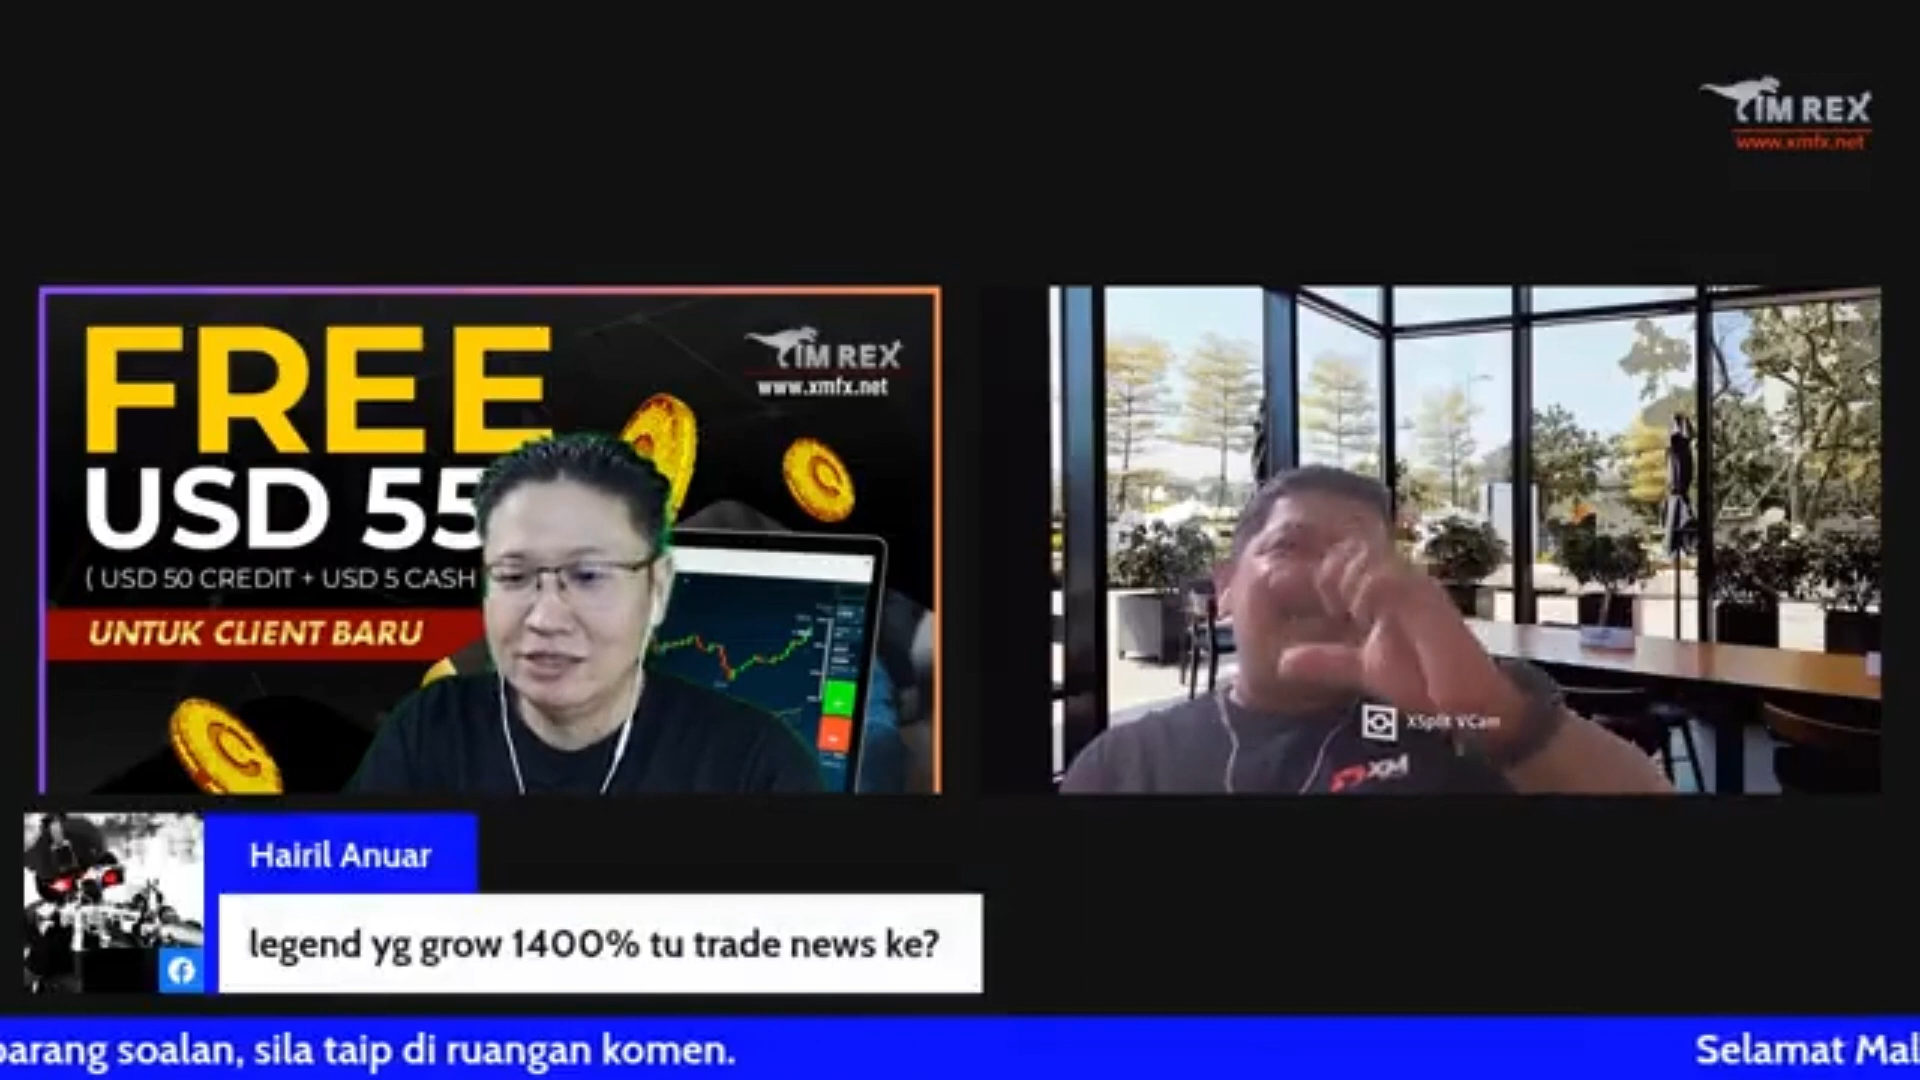 TIM REX
www.xmfx.net
FREE
USD 55
( USD 50 CREDIT + USD 5 CASH
UNTUK CLIENT BARU
TIM REX
www.xmfx.net
XSplit VCam
XM
Hairil Anuar
legend yg grow 1400% tu trade news ke?
barang soalan, sila taip di ruangan komen.
Selamat Mal